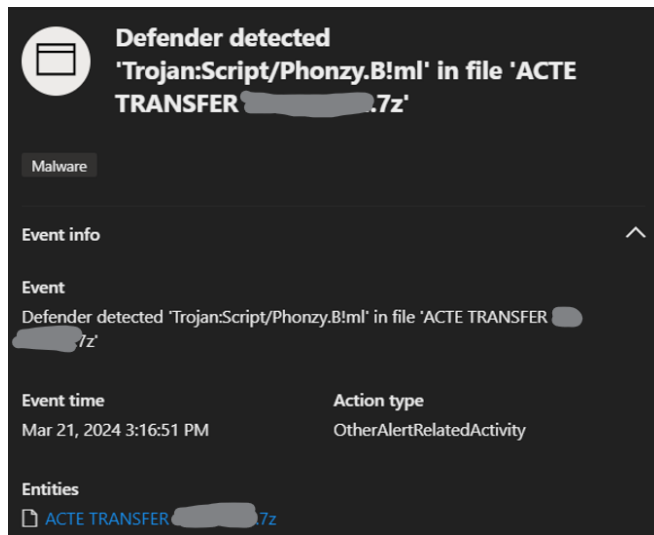 Defender detected
'Trojan:Script/Phonzy.B!ml' in file 'ACTE
TRANSFER .7z'
Malware
Event info
Event
Defender detected 'Trojan:Script/Phonzy.B!ml' in file 'ACTE TRANSFER
7z'
Event time
Action type
Mar 21, 2024 3:16:51 PM
OtherAlertRelatedActivity
Entities
ACTE TRANSFER .7z